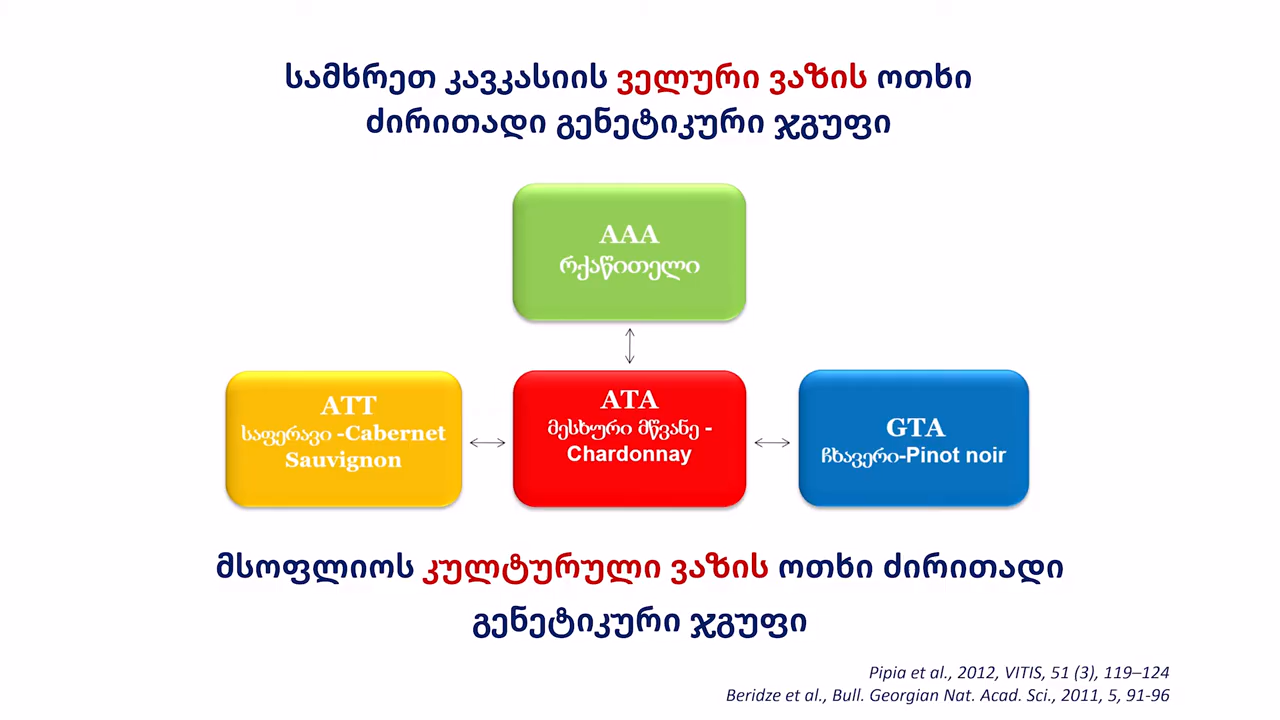 სამხრეთ კავკასიის ველური ვაზის ოთხი
ძირითადი გენეტიკური ჯგუფი
AAA
რქაწითელი
ATT
საფერავი -Cabernet
Sauvignon
ATA
მესხური მწვანე -
Chardonnay
GTA
ჩხავერი-Pinot noir
მსოფლიოს კულტურული ვაზის ოთხი ძირითადი
გენეტიკური ჯგუფი
Pipia et al., 2012, VITIS, 51 (3), 119–124
Beridze et al., Bull. Georgian Nat. Acad. Sci., 2011, 5, 91-96